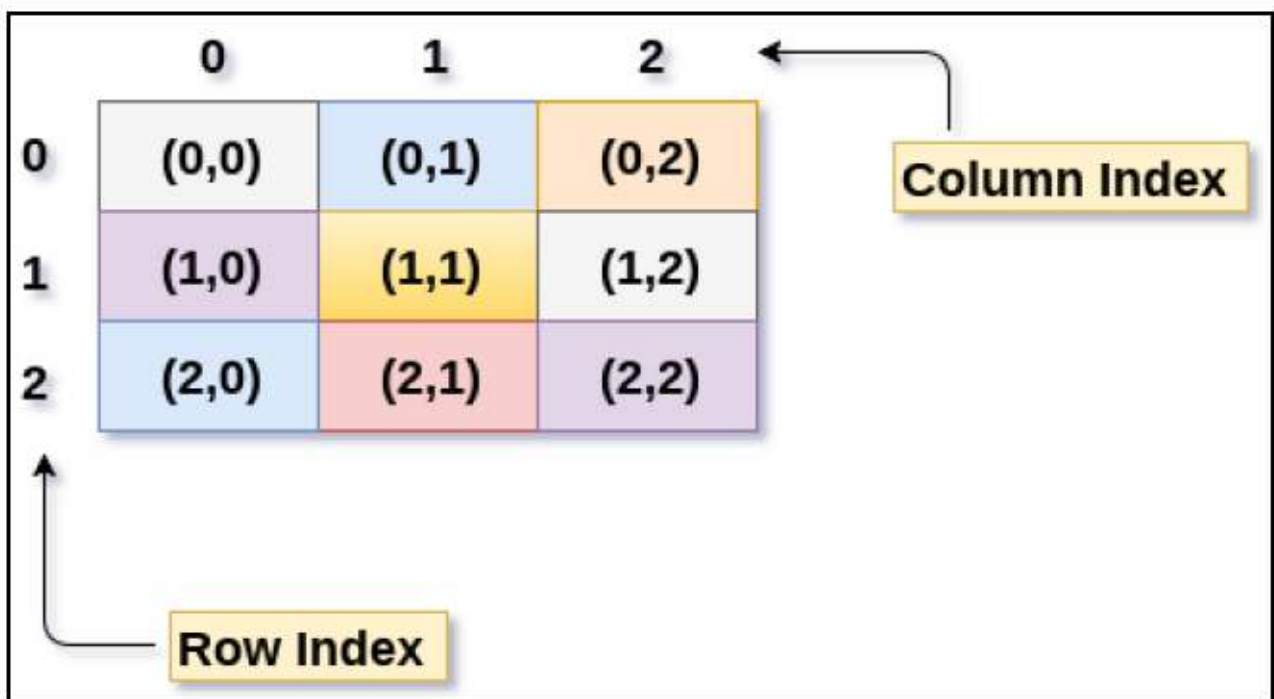 0 1 2
Column Index
0 (0,0) (0,1) (0,2)
1 (1,0) (1,1) (1,2)
2 (2,0) (2,1) (2,2)
Row Index